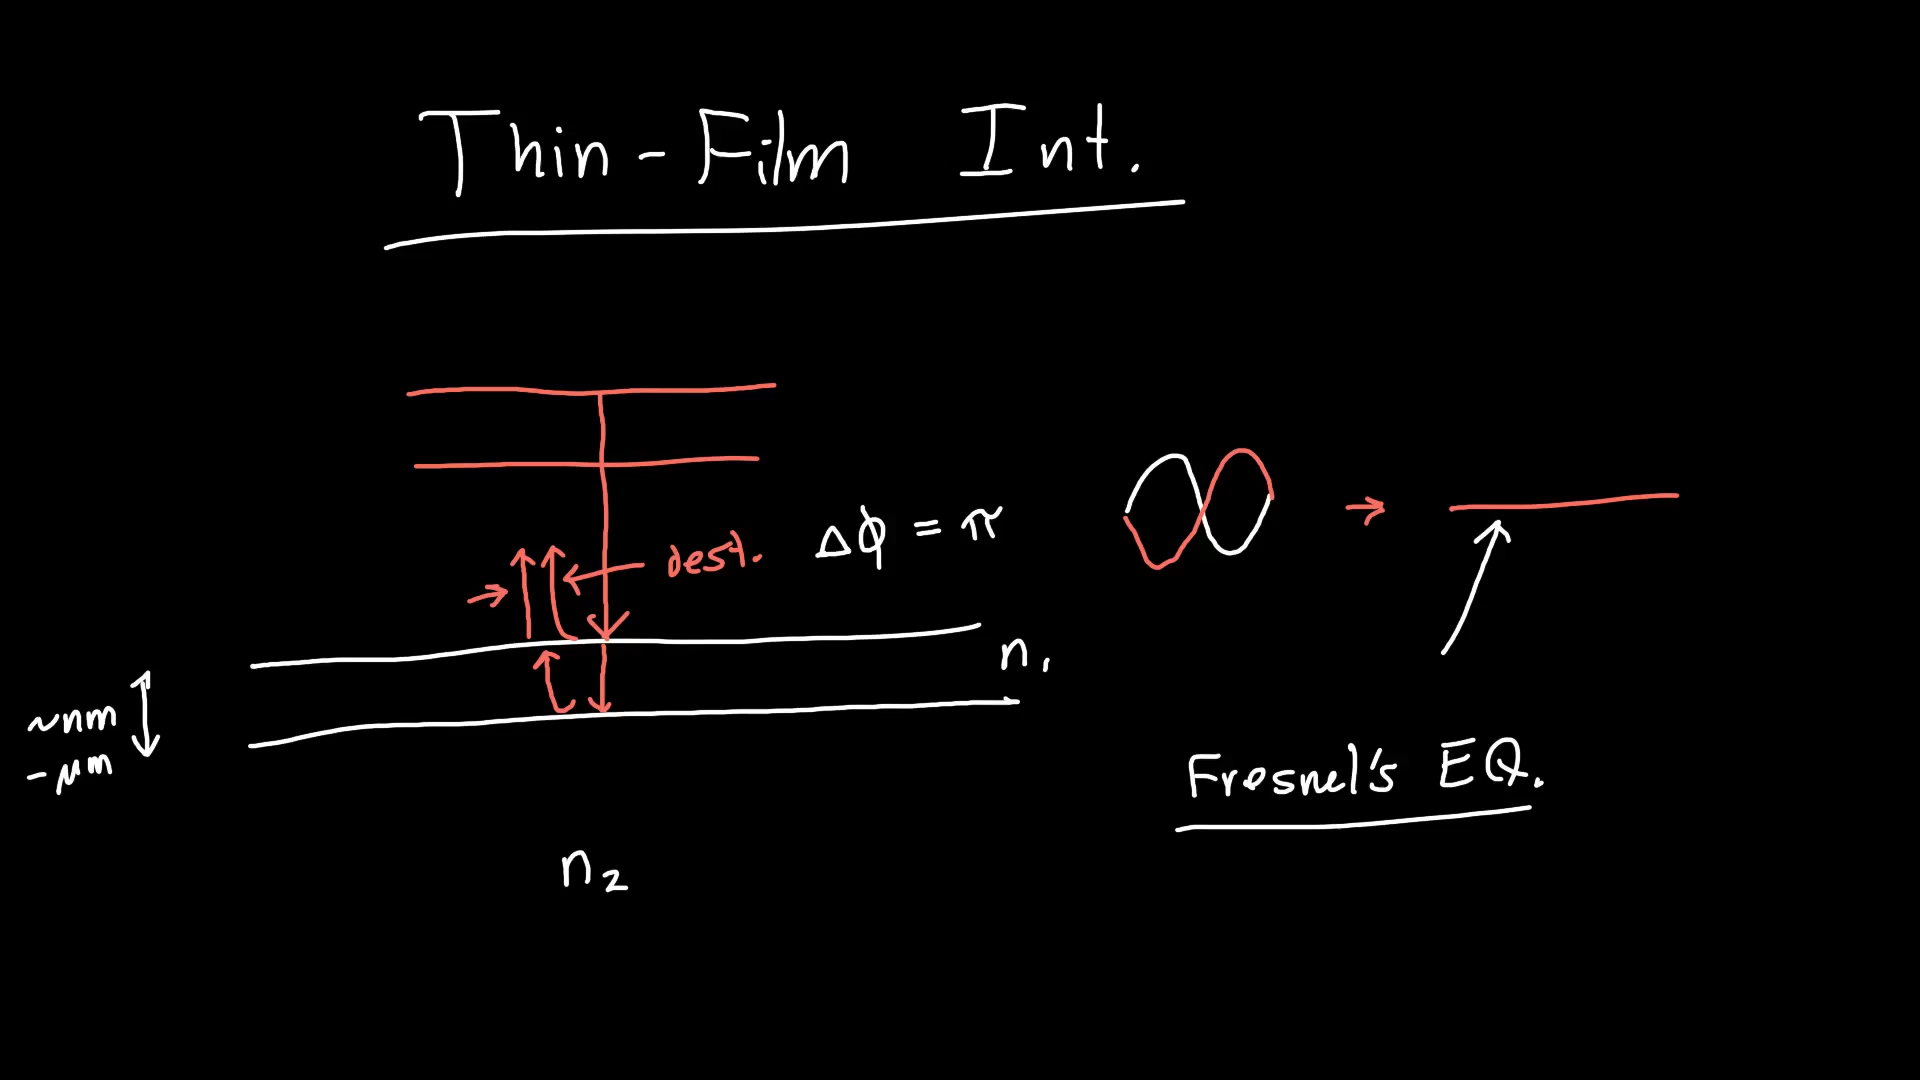 Thin-Film Int.
dest.
Δϕ = π
n₁
~nm
-μm
Fresnel's EQ.
n₂